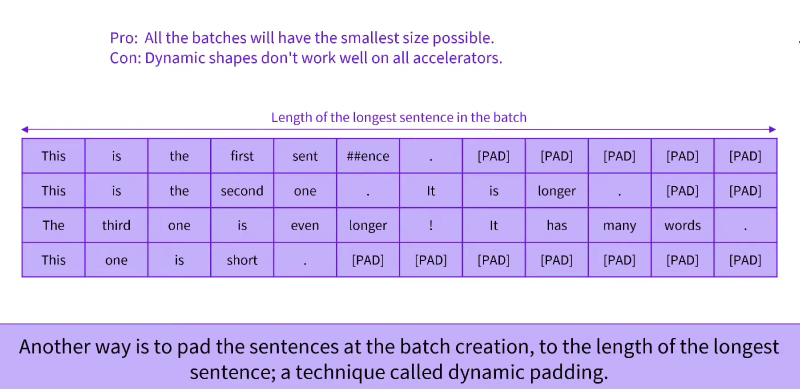 Pro: All the batches will have the smallest size possible.
Con: Dynamic shapes don't work well on all accelerators.
Length of the longest sentence in the batch
This is the first sent ##ence . [PAD] [PAD] [PAD] [PAD] [PAD]
This is the second one . It is longer . [PAD] [PAD]
The third one is even longer ! It has many words .
This one is short . [PAD] [PAD] [PAD] [PAD] [PAD] [PAD] [PAD]
Another way is to pad the sentences at the batch creation, to the length of the longest
sentence; a technique called dynamic padding.